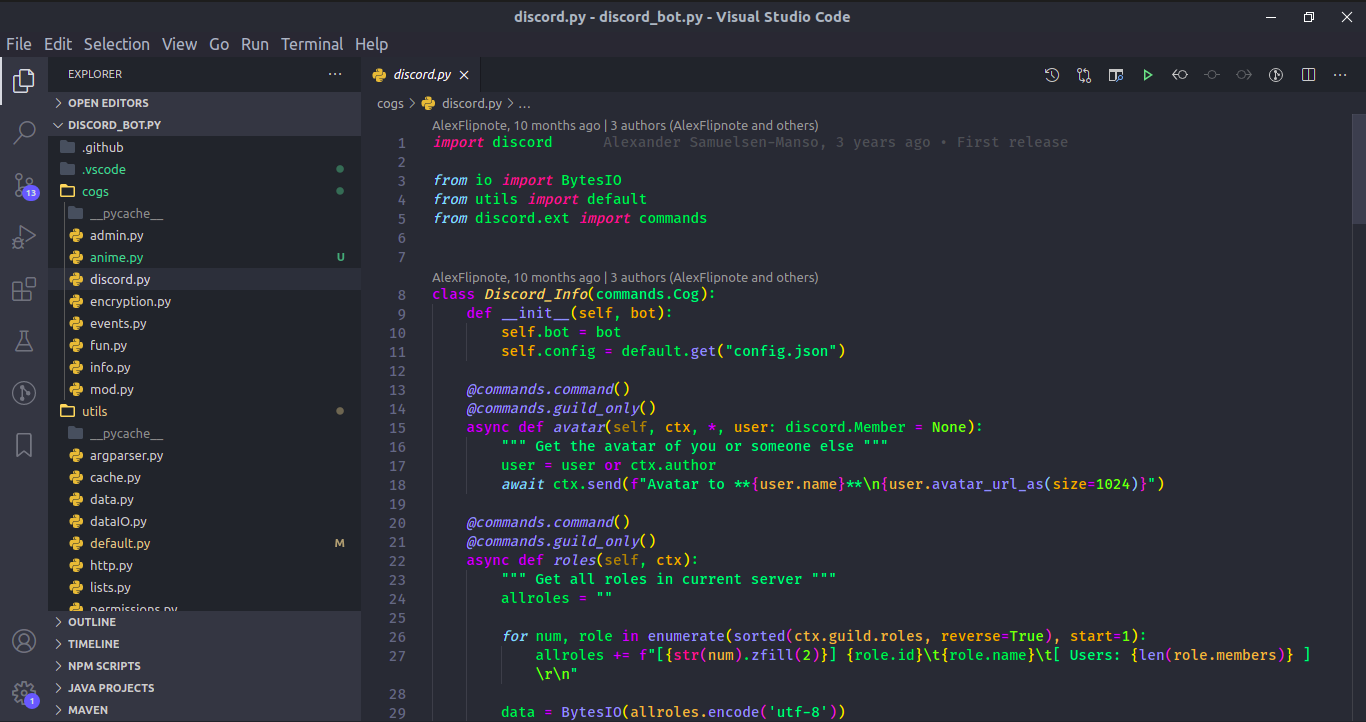 discord.py - discord_bot.py - Visual Studio Code
File Edit Selection View Go Run Terminal Help
EXPLORER
OPEN EDITORS
DISCORD_BOT.PY
.github
.vscode
cogs
__pycache__
admin.py
anime.py U
discord.py
encryption.py
events.py
fun.py
info.py
mod.py
utils
__pycache__
argparser.py
cache.py
data.py
dataIO.py
default.py M
http.py
lists.py
permissions.py
OUTLINE
TIMELINE
NPM SCRIPTS
JAVA PROJECTS
MAVEN
13
1
discord.py
cogs > discord.py > ...
AlexFlipnote, 10 months ago | 3 authors (AlexFlipnote and others)
1 import discord Alexander Samuelsen-Manso, 3 years ago • First release
2
3 from io import BytesIO
4 from utils import default
5 from discord.ext import commands
6
7
AlexFlipnote, 10 months ago | 3 authors (AlexFlipnote and others)
8 class Discord_Info(commands.Cog):
9 def __init__(self, bot):
10 self.bot = bot
11 self.config = default.get("config.json")
12
13 @commands.command()
14 @commands.guild_only()
15 async def avatar(self, ctx, *, user: discord.Member = None):
16 """ Get the avatar of you or someone else """
17 user = user or ctx.author
18 await ctx.send(f"Avatar to **{user.name}**\n{user.avatar_url_as(size=1024)}")
19
20 @commands.command()
21 @commands.guild_only()
22 async def roles(self, ctx):
23 """ Get all roles in current server """
24 allroles = ""
25
26 for num, role in enumerate(sorted(ctx.guild.roles, reverse=True), start=1):
27 allroles += f"[{str(num).zfill(2)}] {role.id}\t{role.name}\t[ Users: {len(role.members)} ]
\r\n"
28
29 data = BytesIO(allroles.encode('utf-8'))